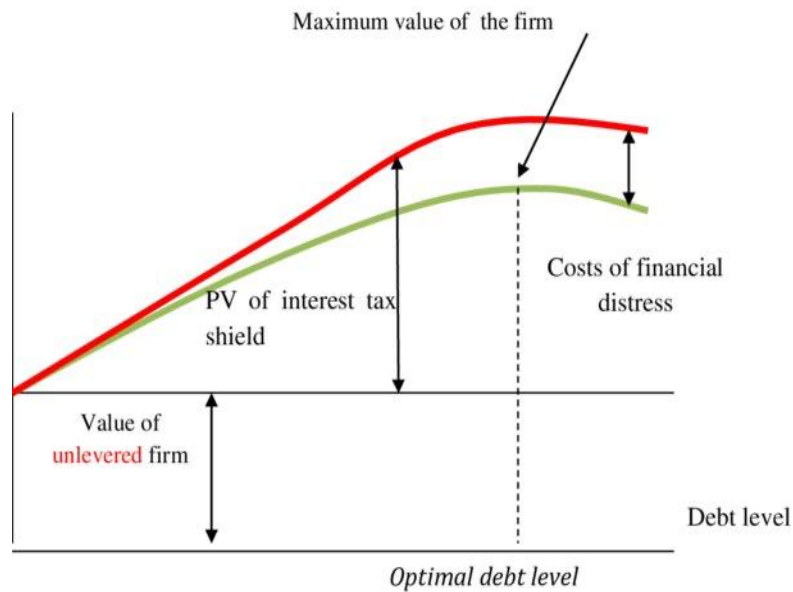 Maximum value of the firm
Costs of financial
distress
PV of interest tax
shield
Value of
unlevered firm
Debt level
Optimal debt level